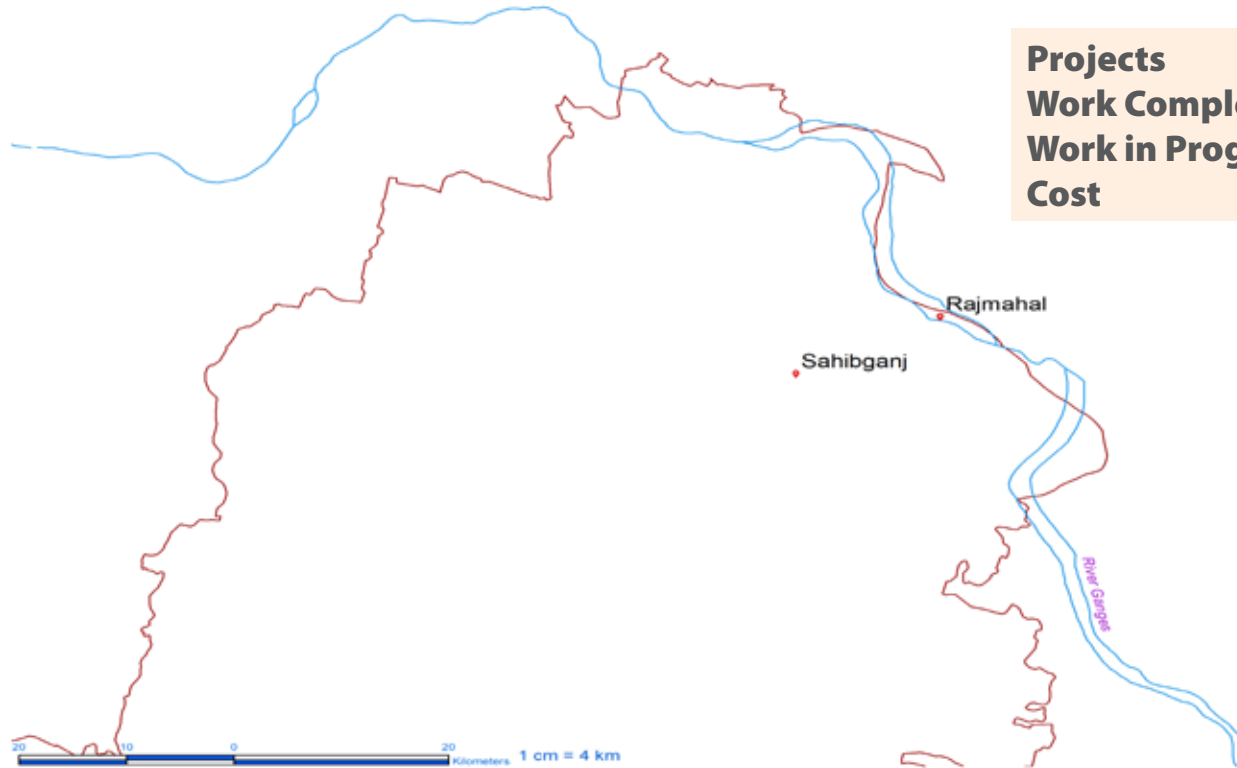 Projects
Work Comple
Work in Prog
Cost
Rajmahal
Sahibganj
River Ganges
20 10 0 20
Kilometers 1 cm = 4 km